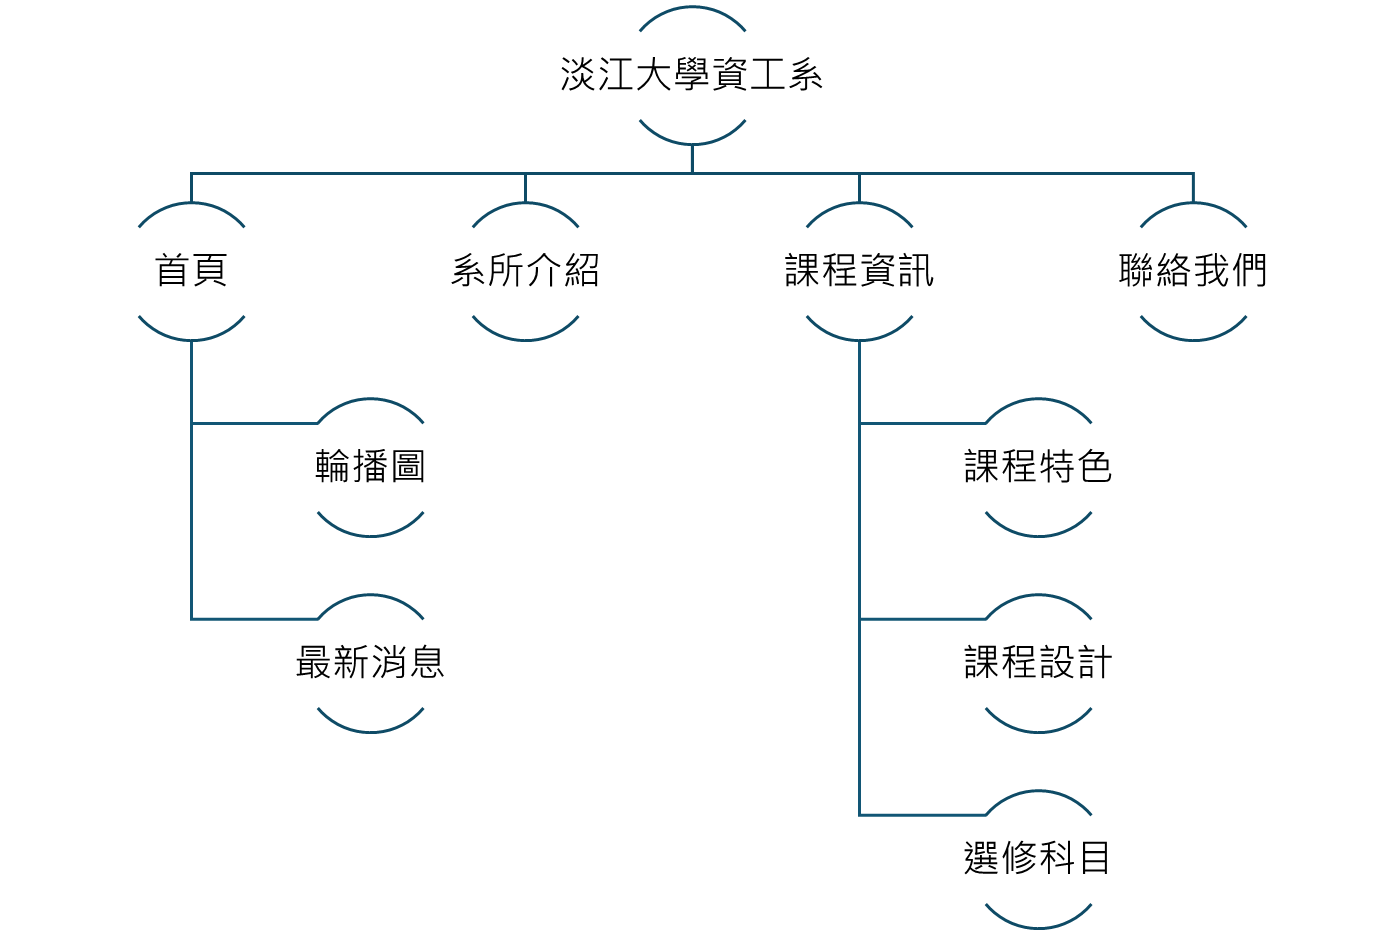 淡江大學資工系
首頁
系所介紹
課程資訊
聯絡我們
輪播圖
課程特色
最新消息
課程設計
選修科目